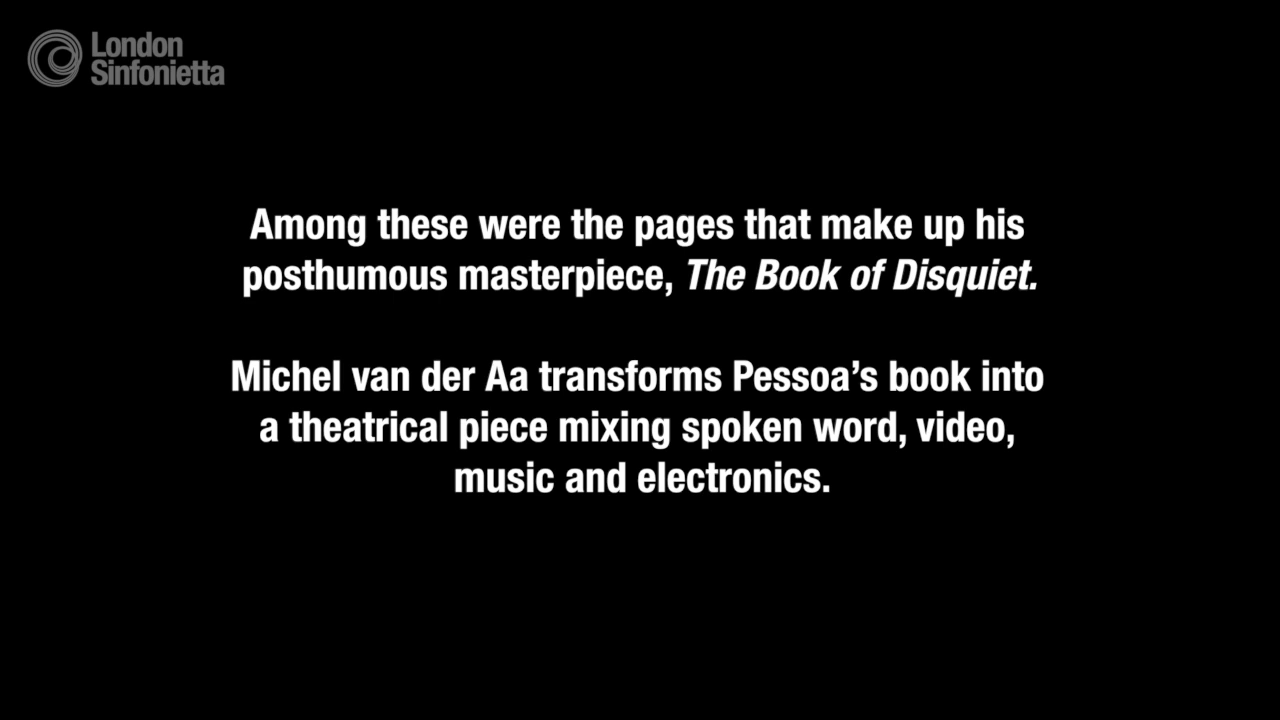 London
Sinfonietta
Among these were the pages that make up his
posthumous masterpiece, The Book of Disquiet.
Michel van der Aa transforms Pessoa’s book into
a theatrical piece mixing spoken word, video,
music and electronics.